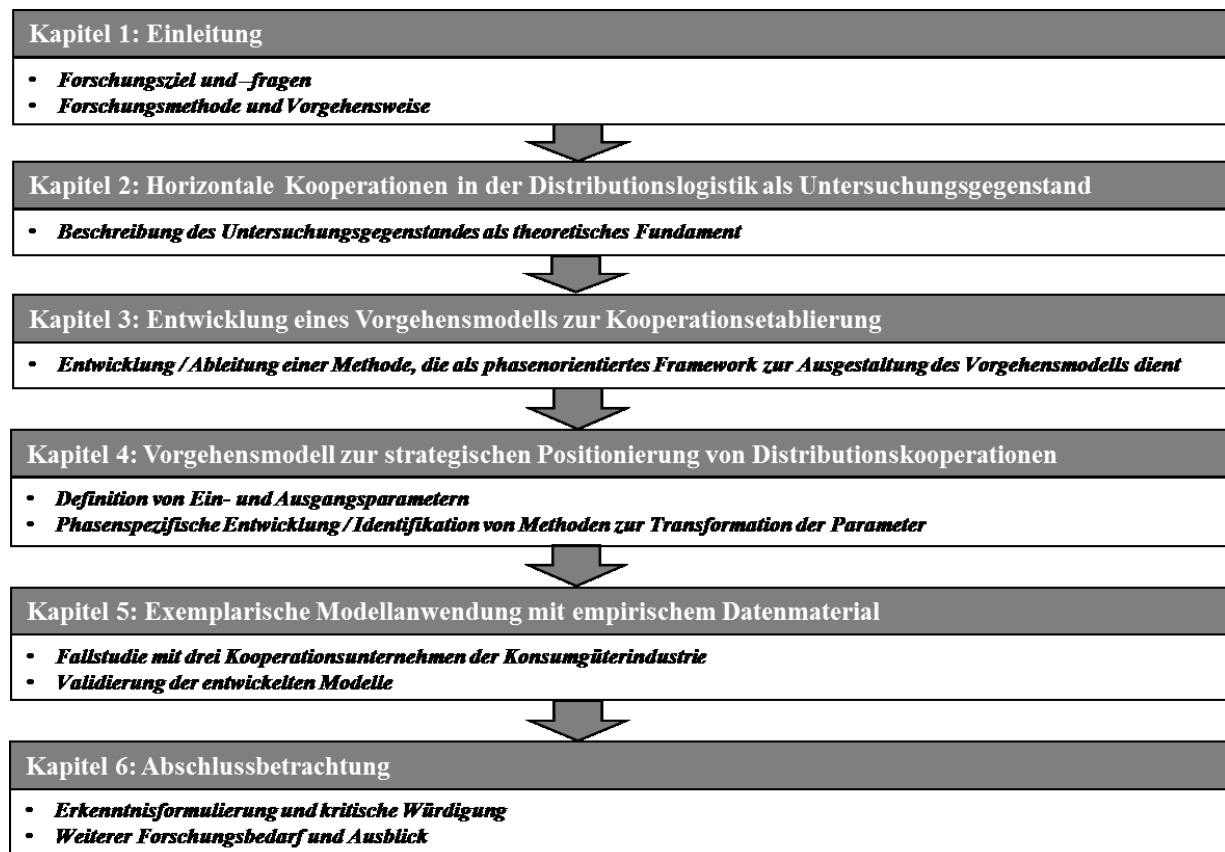 Kapitel 1: Einleitung
• Forschungsziel und –fragen
• Forschungsmethode und Vorgehensweise
Kapitel 2: Horizontale Kooperationen in der Distributionslogistik als Untersuchungsgegenstand
• Beschreibung des Untersuchungsgegenstandes als theoretisches Fundament
Kapitel 3: Entwicklung eines Vorgehensmodells zur Kooperationsetablierung
• Entwicklung / Ableitung einer Methode, die als phasenorientiertes Framework zur Ausgestaltung des Vorgehensmodells dient
Kapitel 4: Vorgehensmodell zur strategischen Positionierung von Distributionskooperationen
• Definition von Ein- und Ausgangsparametern
• Phasenspezifische Entwicklung / Identifikation von Methoden zur Transformation der Parameter
Kapitel 5: Exemplarische Modellanwendung mit empirischem Datenmaterial
• Fallstudie mit drei Kooperationsunternehmen der Konsumgüterindustrie
• Validierung der entwickelten Modelle
Kapitel 6: Abschlussbetrachtung
• Erkenntnisformulierung und kritische Würdigung
• Weiterer Forschungsbedarf und Ausblick